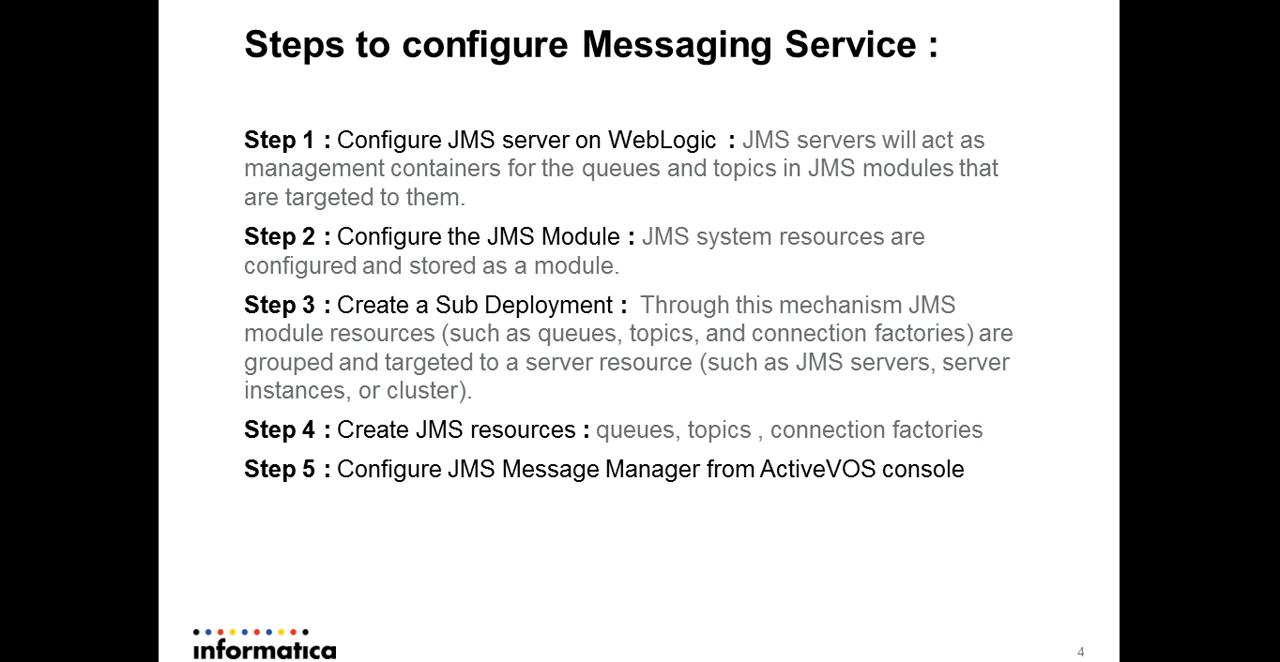 Steps to configure Messaging Service :
Step 1 : Configure JMS server on WebLogic : JMS servers will act as
management containers for the queues and topics in JMS modules that
are targeted to them.
Step 2 : Configure the JMS Module : JMS system resources are
configured and stored as a module.
Step 3 : Create a Sub Deployment : Through this mechanism JMS
module resources (such as queues, topics, and connection factories) are
grouped and targeted to a server resource (such as JMS servers, server
instances, or cluster).
Step 4 : Create JMS resources : queues, topics , connection factories
Step 5 : Configure JMS Message Manager from ActiveVOS console
informatica
4